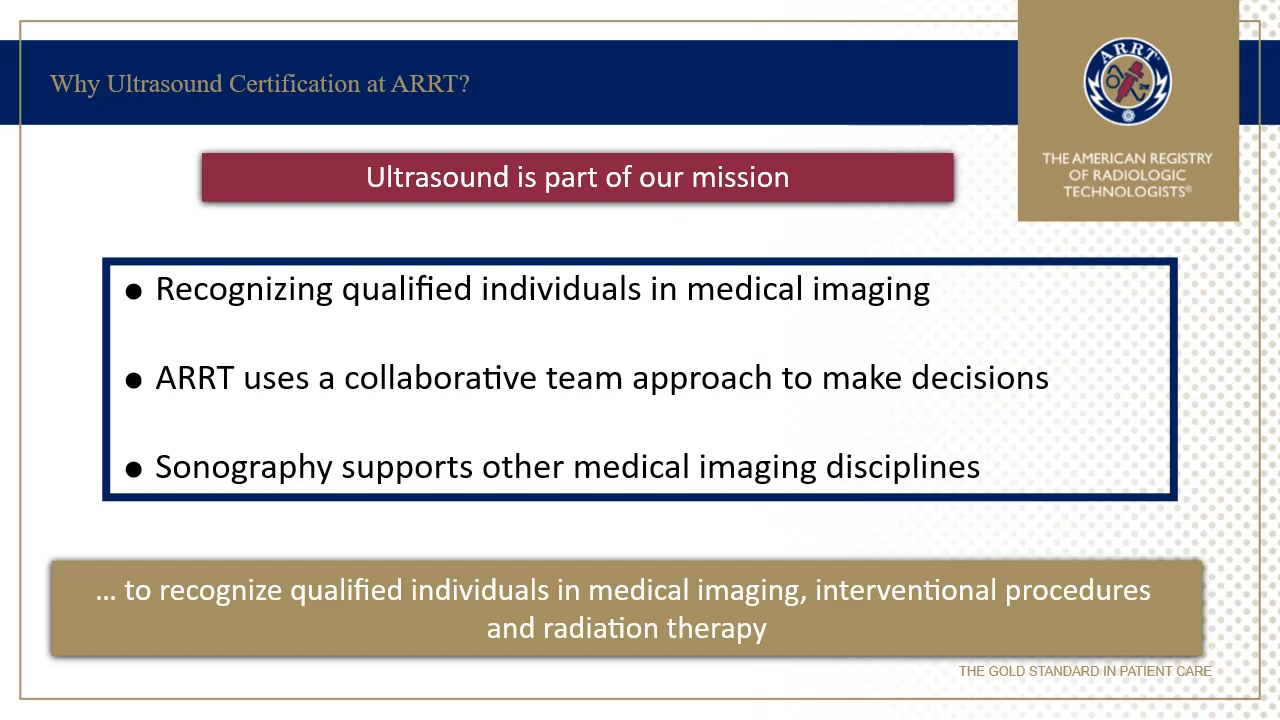 Why Ultrasound Certification at ARRT?
ARRT
THE AMERICAN REGISTRY
OF RADIOLOGIC
TECHNOLOGISTS®
Ultrasound is part of our mission
● Recognizing qualified individuals in medical imaging
● ARRT uses a collaborative team approach to make decisions
● Sonography supports other medical imaging disciplines
… to recognize qualified individuals in medical imaging, interventional procedures
and radiation therapy
THE GOLD STANDARD IN PATIENT CARE